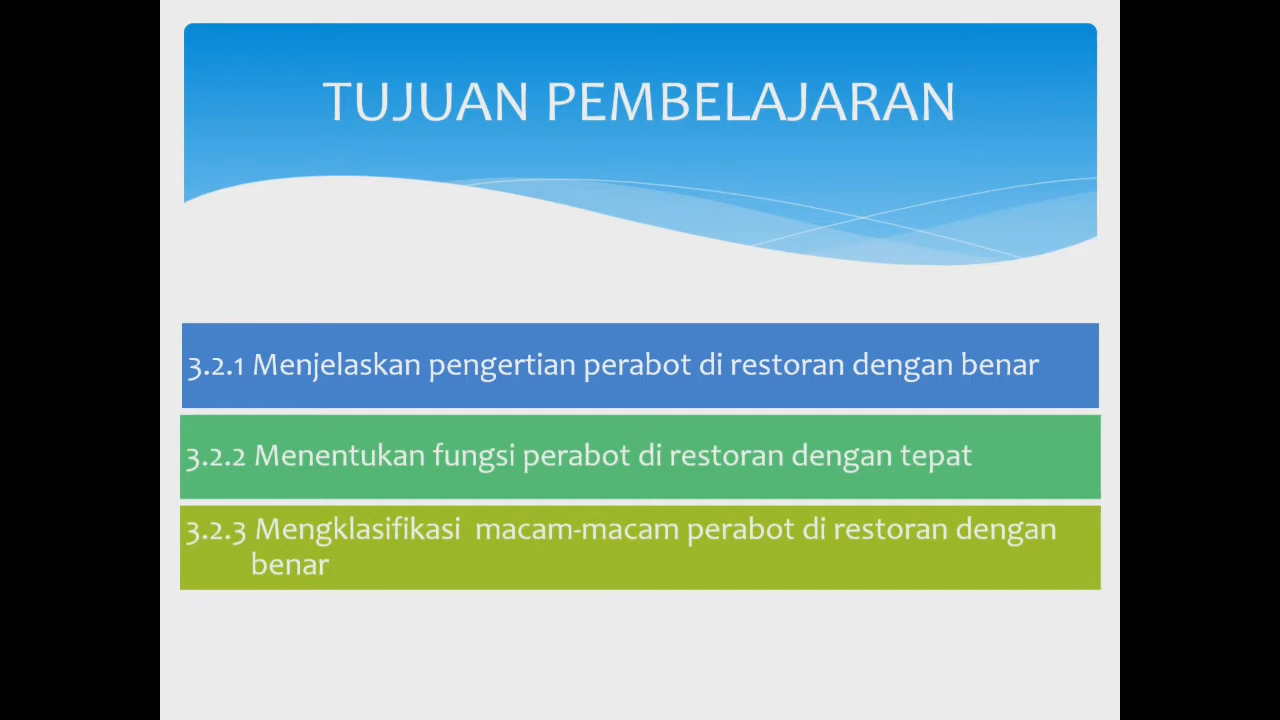 TUJUAN PEMBELAJARAN
3.2.1 Menjelaskan pengertian perabot di restoran dengan benar
3.2.2 Menentukan fungsi perabot di restoran dengan tepat
3.2.3 Mengklasifikasi  macam-macam perabot di restoran dengan
benar